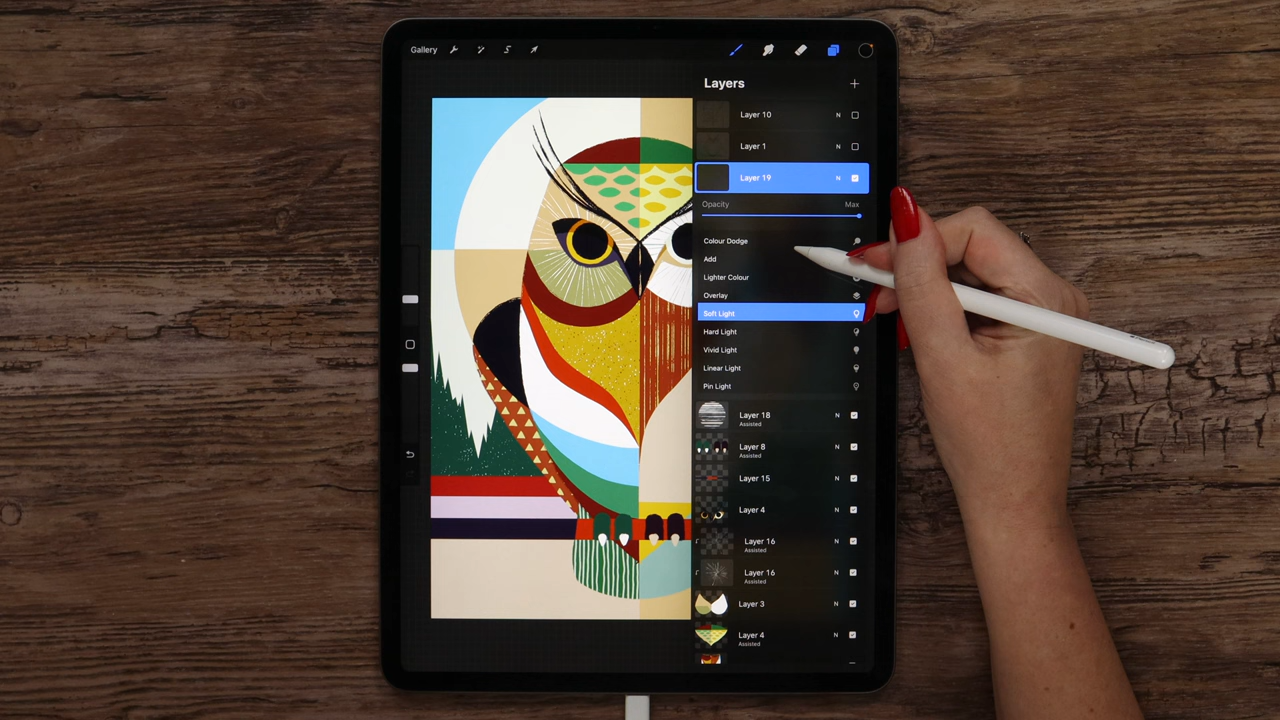 Gallery
Layers
Layer 10 N
Layer 1 N
Layer 19 N
Opacity Max
Colour Dodge
Add
Lighter Colour
Overlay
Soft Light
Hard Light
Vivid Light
Linear Light
Pin Light
Layer 18 N
Assisted
Layer 8 N
Assisted
Layer 15 N
Layer 4 N
Layer 16 N
Assisted
Layer 16 N
Assisted
Layer 3 N
Layer 4 N
Assisted